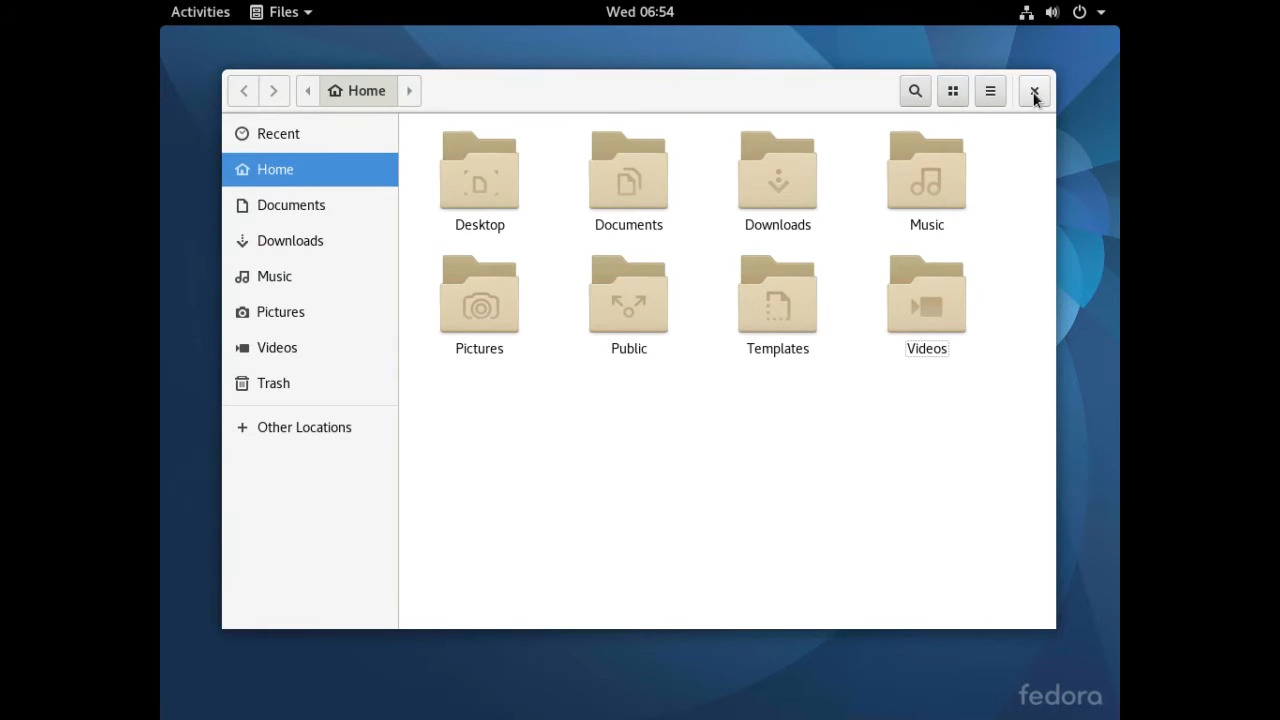 Activities Files Wed 06:54
Home
Recent
Home
Documents
Downloads
Music
Pictures
Videos
Trash
Other Locations
Desktop Documents Downloads Music
Pictures Public Templates Videos
fedora